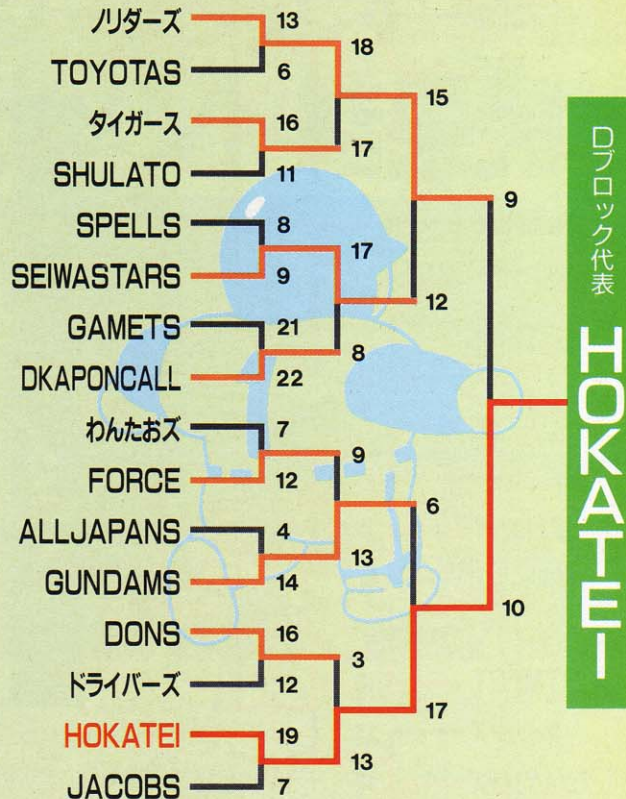 ノリダーズ 13
18
TOYOTAS 6
15
タイガース 16
17
SHULATO 11
9
SPELLS 8
17
SEIWASTARS 9
12
GAMETS 21
8
DKAPONCALL 22
わんたおズ 7
9
FORCE 12
6
ALLJAPANS 4
13
GUNDAMS 14
10
DONS 16
3
ドライバーズ 12
17
HOKATEI 19
13
JACOBS 7
Dブロック代表
HOKATEI